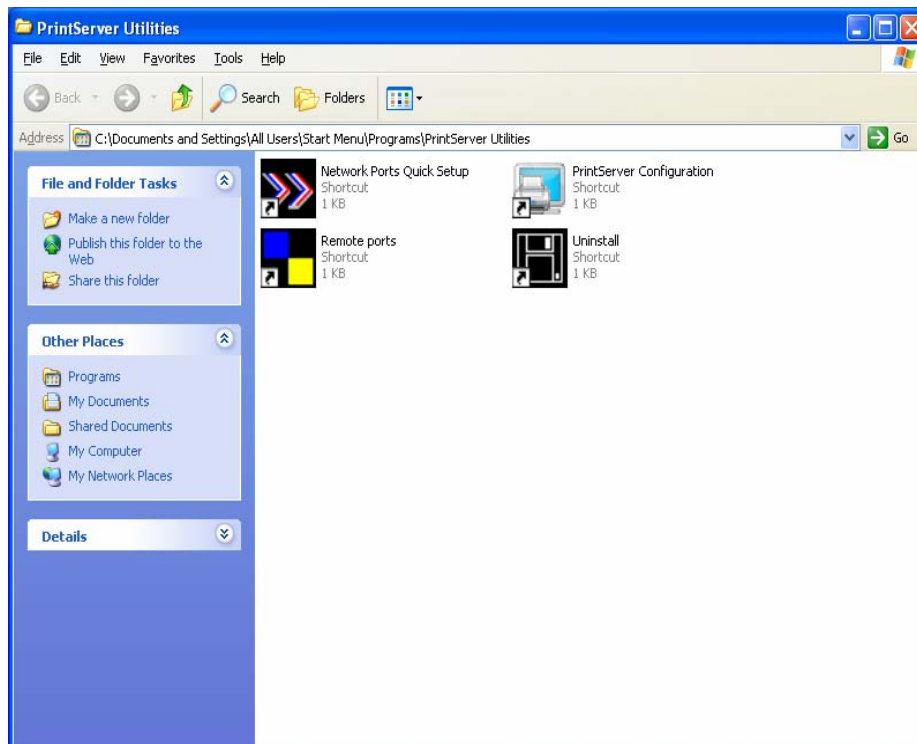 PrintServer Utilities
File Edit View Favorites Tools Help
Back Search Folders
Address C:\Documents and Settings\All Users\Start Menu\Programs\PrintServer Utilities Go
File and Folder Tasks
Make a new folder
Publish this folder to the
Web
Share this folder
Other Places
Programs
My Documents
Shared Documents
My Computer
My Network Places
Details
Network Ports Quick Setup
Shortcut
1 KB
PrintServer Configuration
Shortcut
1 KB
Remote ports
Shortcut
1 KB
Uninstall
Shortcut
1 KB